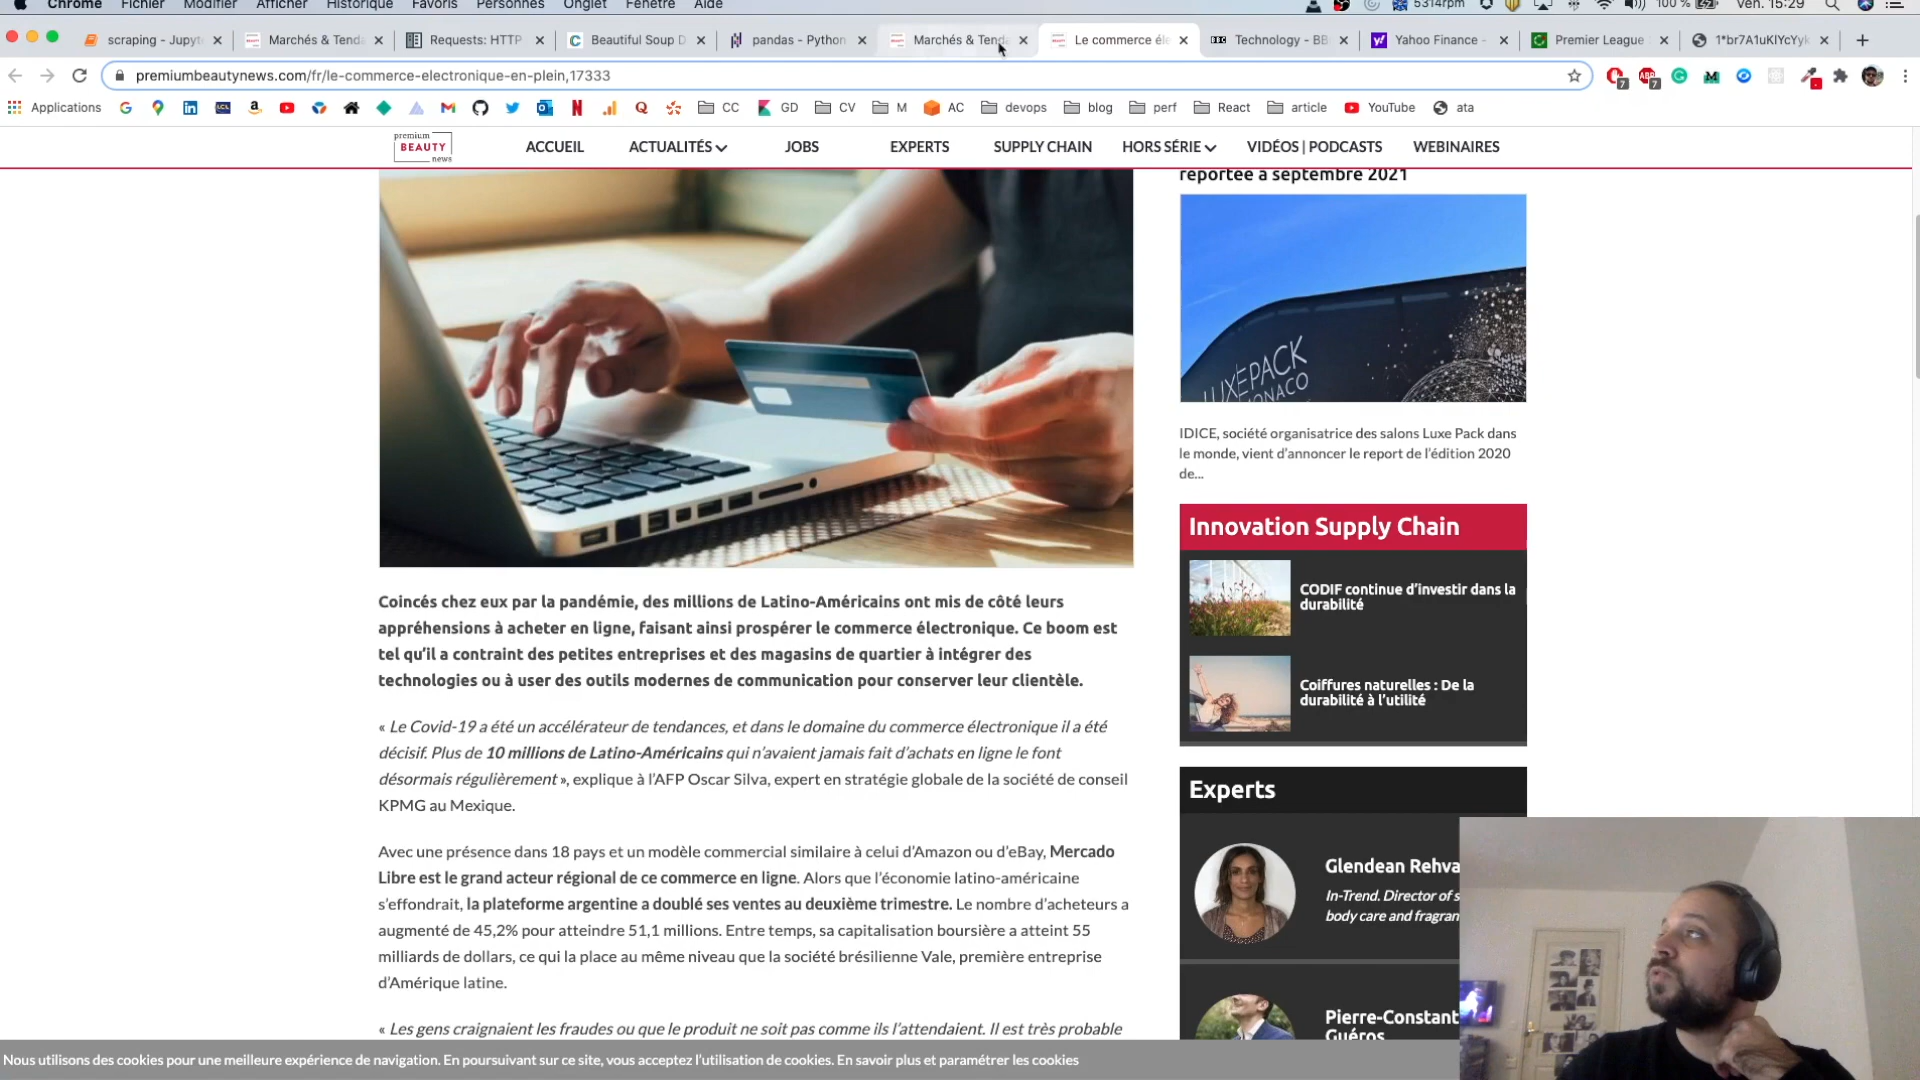 Chrome Fichier Modifier Afficher Historique Favoris Personnes Onglet Fenêtre Aide 5314rpm 100 % Ven. 15:29
scraping - Jupyt Marchés & Tend Requests: HTTP Beautiful Soup D pandas - Python Marchés & Tend Le commerce éle Technology - BB Yahoo Finance - Premier League 1*br7A1uKIYcYyk
premiumbeautynews.com/fr/le-commerce-electronique-en-plein,17333
Applications CC GD CV M AC devops blog perf React article YouTube ata
premium
BEAUTY
news
ACCUEIL ACTUALITÉS JOBS EXPERTS SUPPLY CHAIN HORS SÉRIE VIDÉOS | PODCASTS WEBINAIRES
reportée à septembre 2021
LUXEPACK
MONACO
IDICE, société organisatrice des salons Luxe Pack dans
le monde, vient d’annoncer le report de l’édition 2020
de...
Innovation Supply Chain
CODIF continue d’investir dans la
durabilité
Coiffures naturelles : De la
durabilité à l’utilité
Experts
Glendean Rehva
In-Trend. Director of s
body care and fragran
Pierre-Constant
Guéros
Coincés chez eux par la pandémie, des millions de Latino-Américains ont mis de côté leurs
appréhensions à acheter en ligne, faisant ainsi prospérer le commerce électronique. Ce boom est
tel qu’il a contraint des petites entreprises et des magasins de quartier à intégrer des
technologies ou à user des outils modernes de communication pour conserver leur clientèle.
« Le Covid-19 a été un accélérateur de tendances, et dans le domaine du commerce électronique il a été
décisif. Plus de 10 millions de Latino-Américains qui n’avaient jamais fait d’achats en ligne le font
désormais régulièrement », explique à l’AFP Oscar Silva, expert en stratégie globale de la société de conseil
KPMG au Mexique.
Avec une présence dans 18 pays et un modèle commercial similaire à celui d’Amazon ou d’eBay, Mercado
Libre est le grand acteur régional de ce commerce en ligne. Alors que l’économie latino-américaine
s’effondrait, la plateforme argentine a doublé ses ventes au deuxième trimestre. Le nombre d’acheteurs a
augmenté de 45,2% pour atteindre 51,1 millions. Entre temps, sa capitalisation boursière a atteint 55
milliards de dollars, ce qui la place au même niveau que la société brésilienne Vale, première entreprise
d’Amérique latine.
« Les gens craignaient les fraudes ou que le produit ne soit pas comme ils l’attendaient. Il est très probable
Nous utilisons des cookies pour une meilleure expérience de navigation. En poursuivant sur ce site, vous acceptez l’utilisation de cookies. En savoir plus et paramétrer les cookies